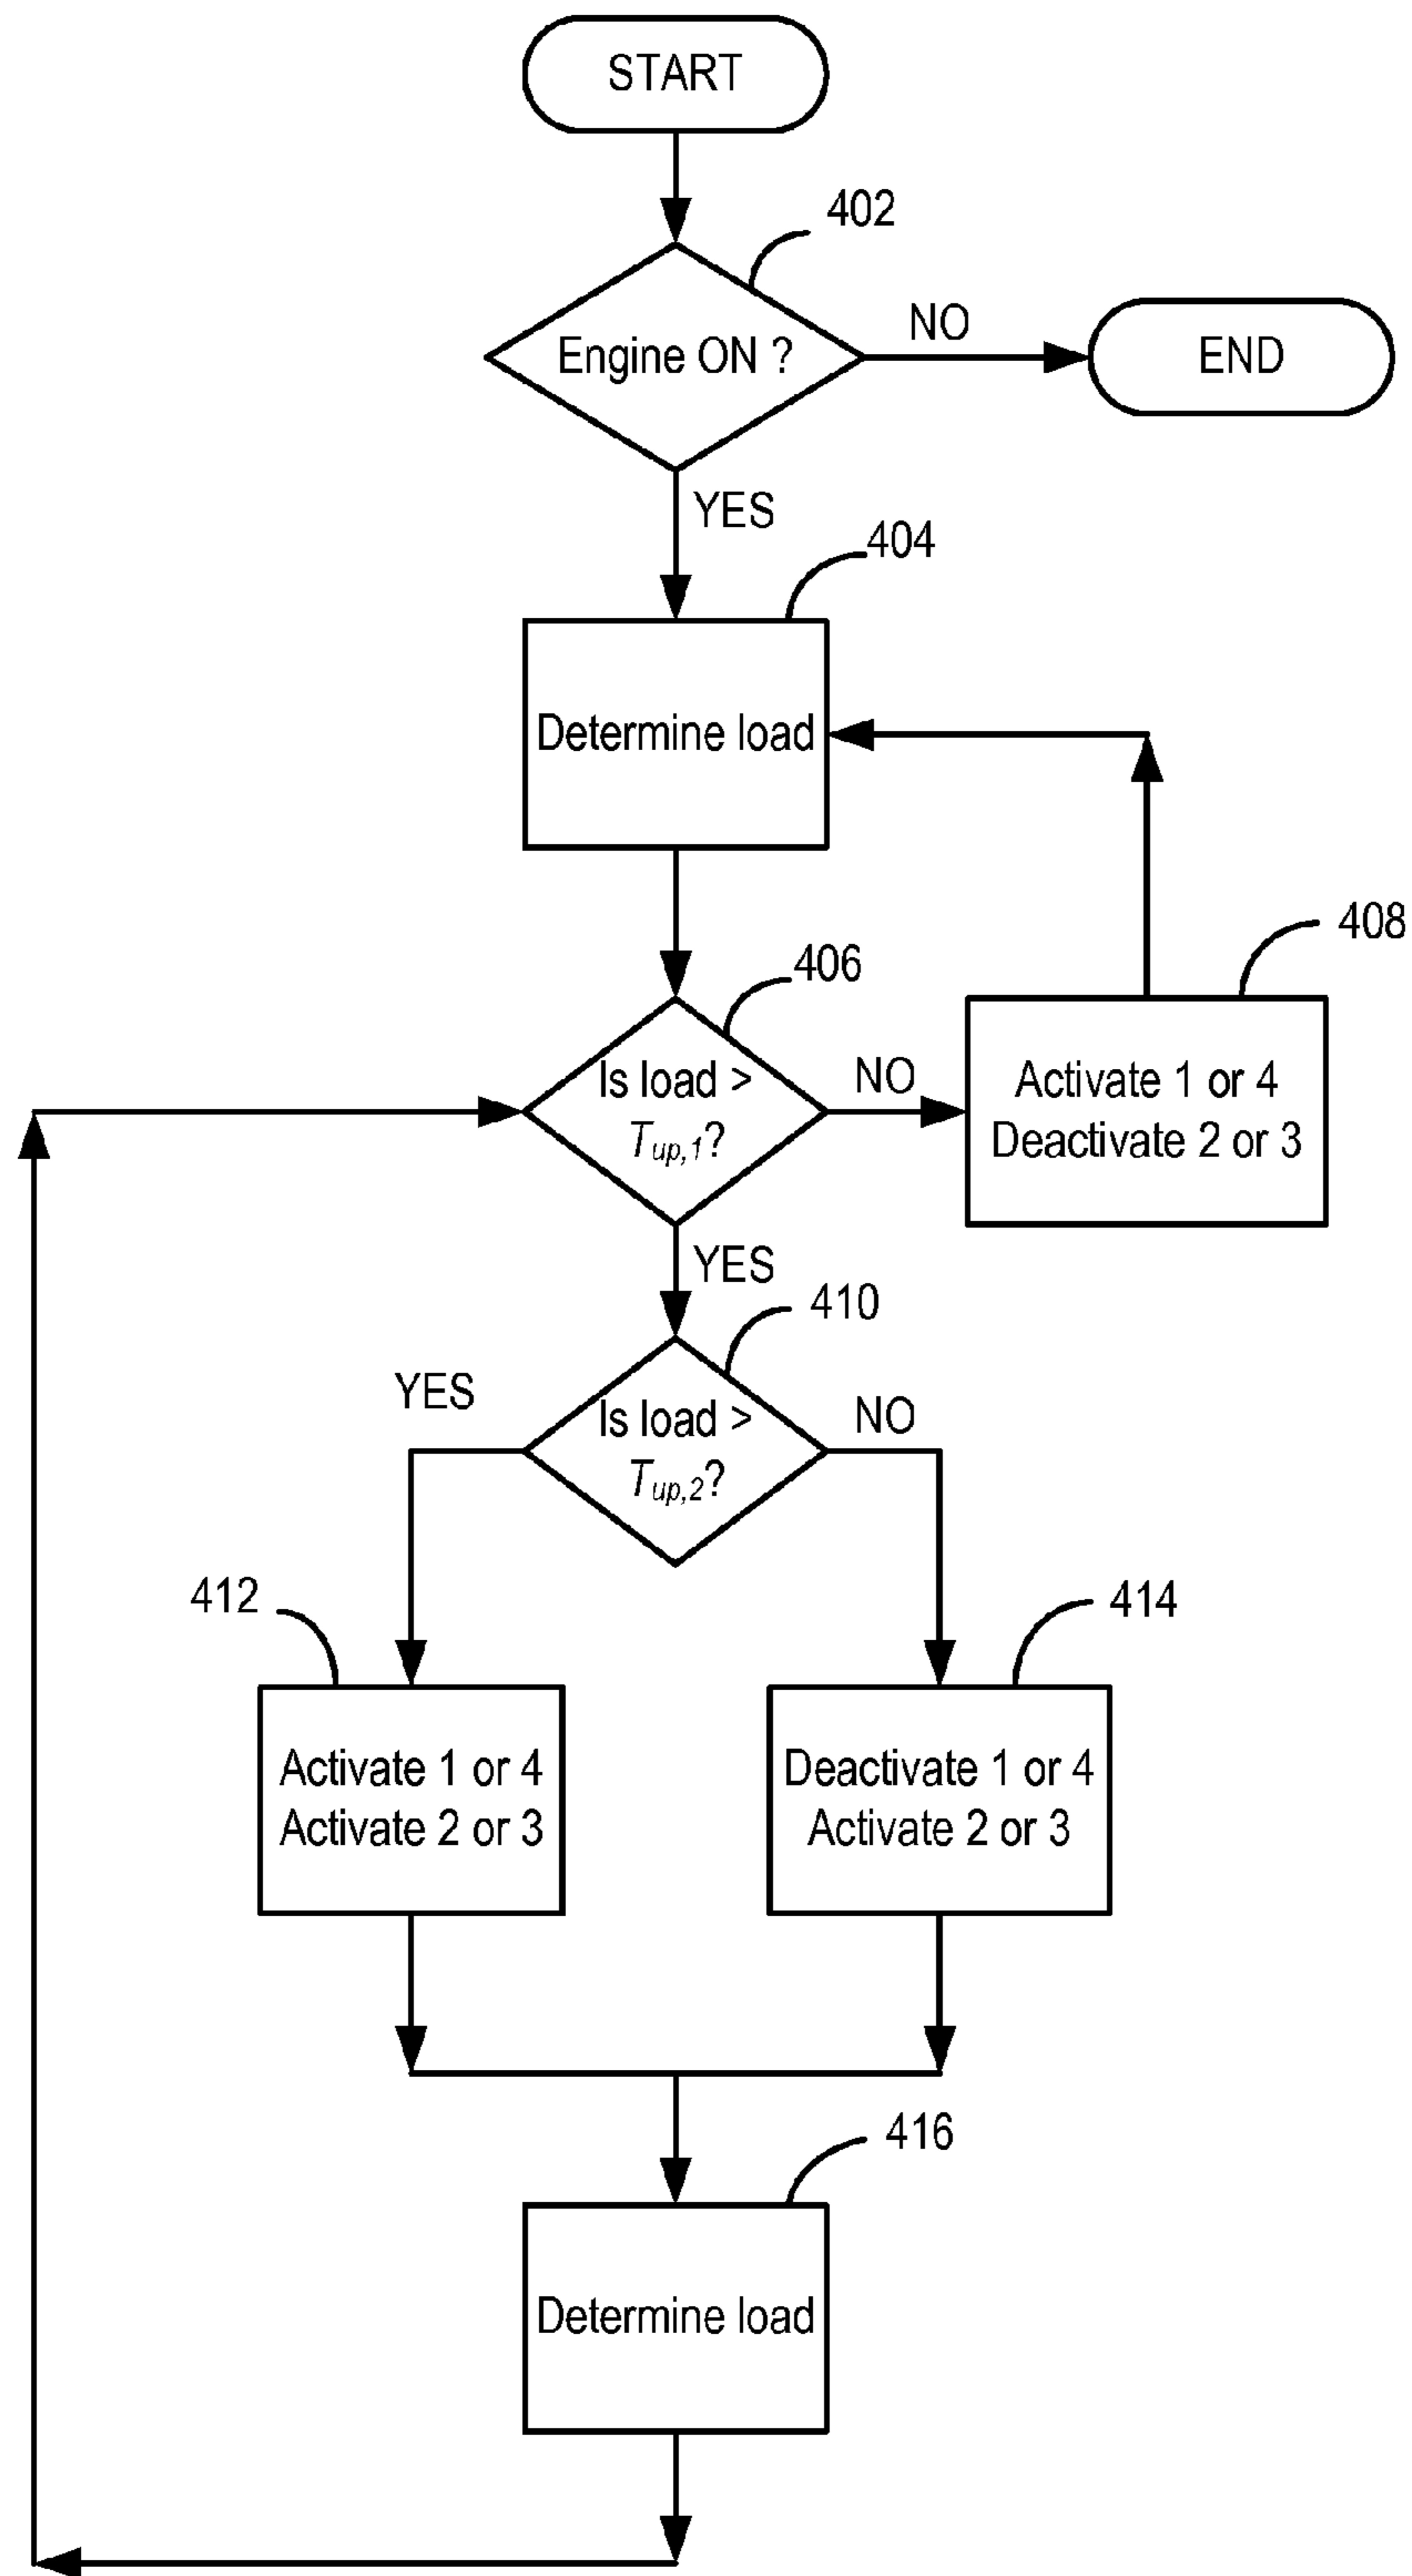 START
402
Engine ON ?
NO
END
YES
404
Determine load
408
406
Is load >
Tup,1?
NO
Activate 1 or 4
Deactivate 2 or 3
YES
410
YES
Is load >
Tup,2?
NO
412
414
Activate 1 or 4
Activate 2 or 3
Deactivate 1 or 4
Activate 2 or 3
416
Determine load